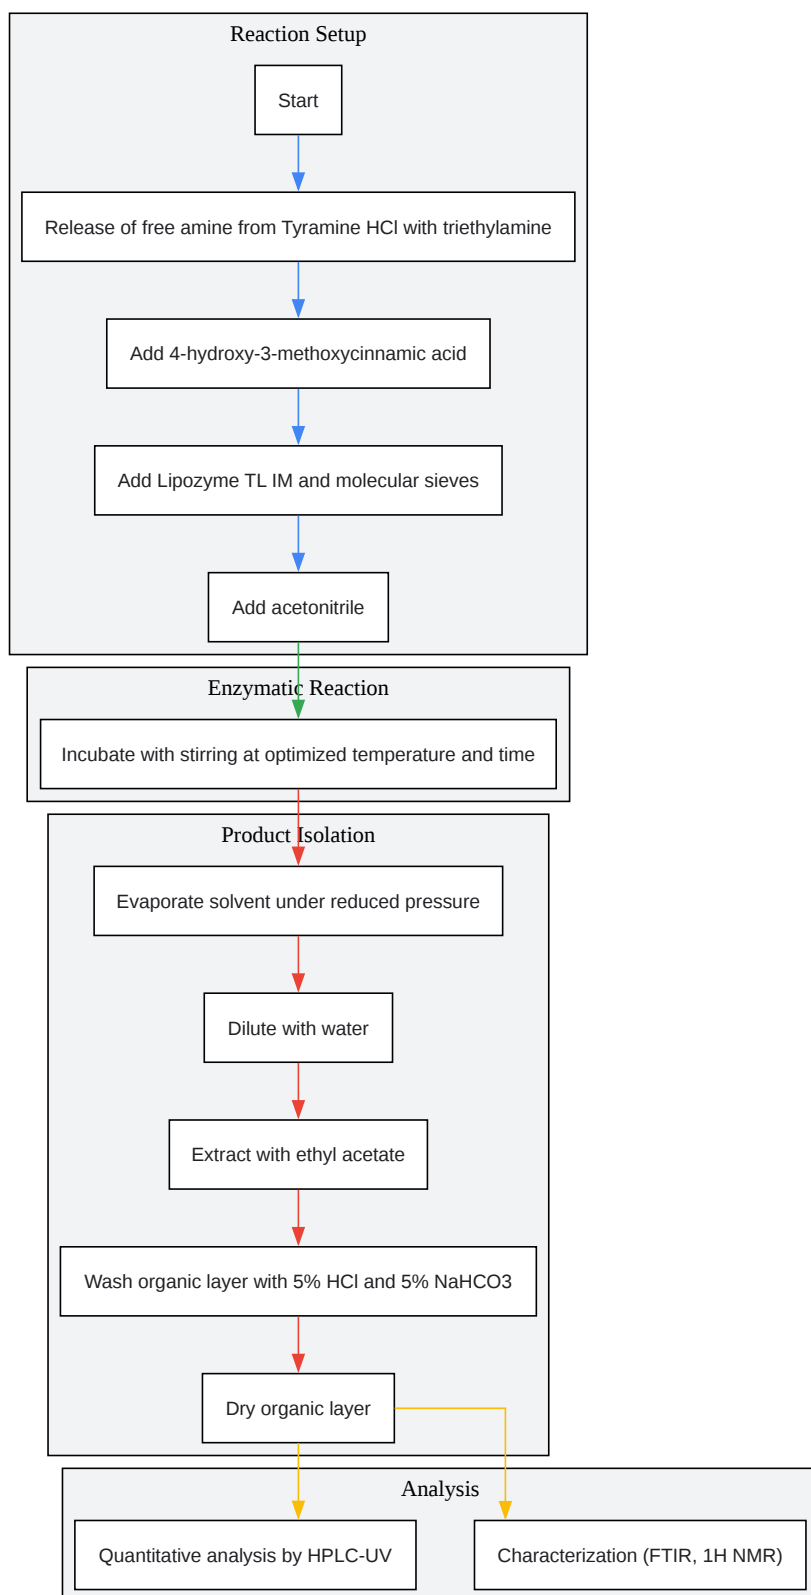 Reaction Setup
Start
Release of free amine from Tyramine HCl with triethylamine
Add 4-hydroxy-3-methoxycinnamic acid
Add Lipozyme TL IM and molecular sieves
Add acetonitrile
Enzymatic Reaction
Incubate with stirring at optimized temperature and time
Product Isolation
Evaporate solvent under reduced pressure
Dilute with water
Extract with ethyl acetate
Wash organic layer with 5% HCl and 5% NaHCO3
Dry organic layer
Analysis
Quantitative analysis by HPLC-UV
Characterization (FTIR, 1H NMR)